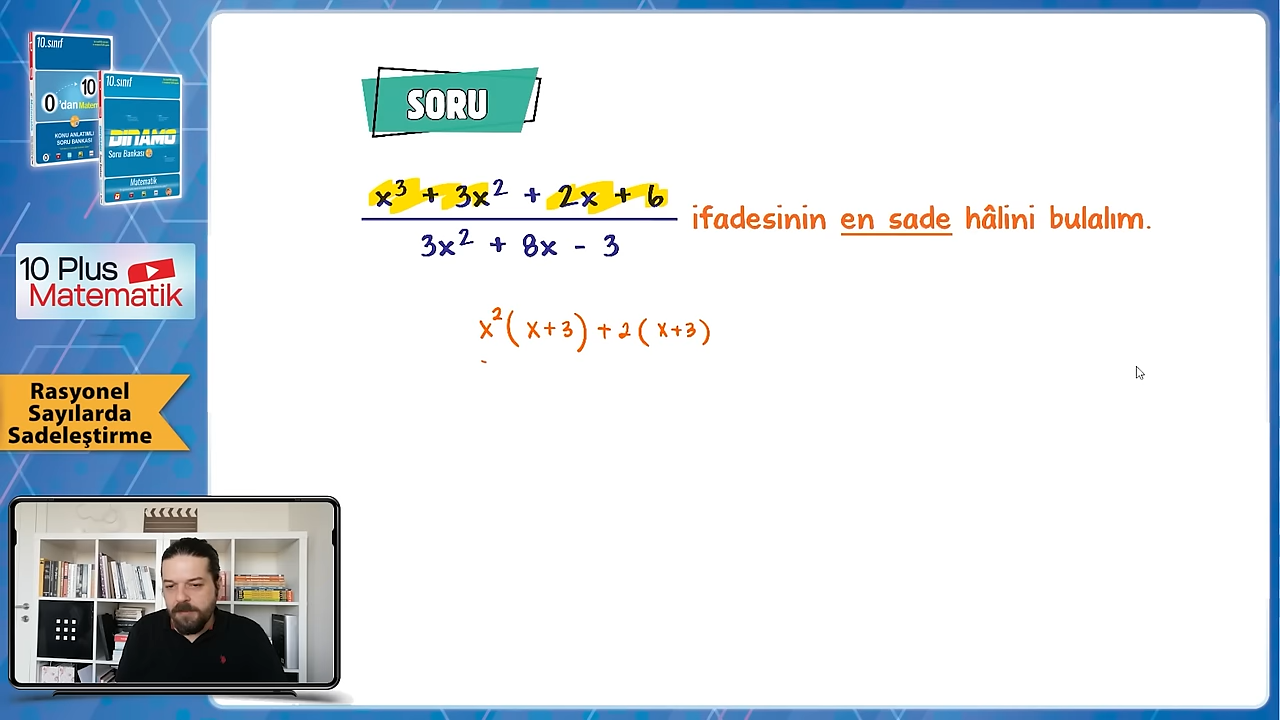 10.sınıf
0'dan 10
Matem
KONU ANLATIMLI
SORU BANKASI
10.sınıf
DİNAMO
Soru Bankası
Matematik
10 Plus
Matematik
Rasyonel
Sayılarda
Sadeleştirme
SORU
x³ + 3x² + 2x + 6
3x² + 8x - 3
ifadesinin en sade hâlini bulalım.
x²(x+3)+2(x+3)